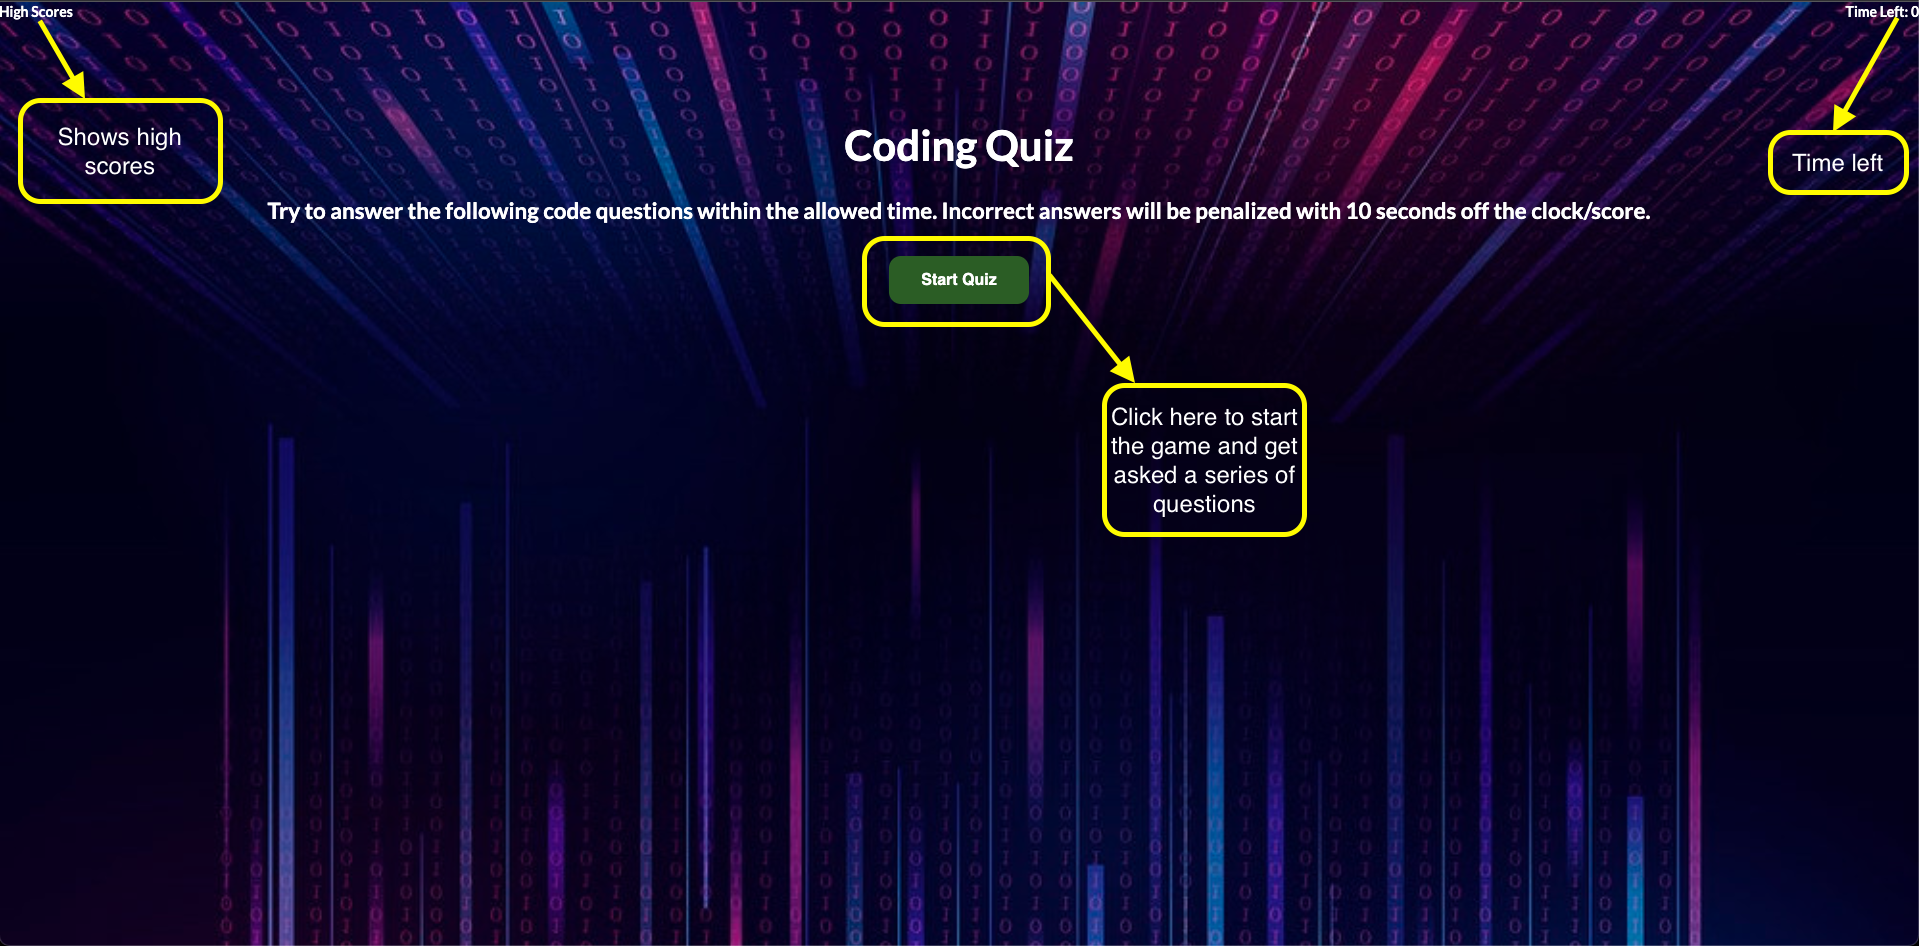 High Scores
Time Left: 0
Shows high
scores
Coding Quiz
Time left
Try to answer the following code questions within the allowed time. Incorrect answers will be penalized with 10 seconds off the clock/score.
Start Quiz
Click here to start
the game and get
asked a series of
questions